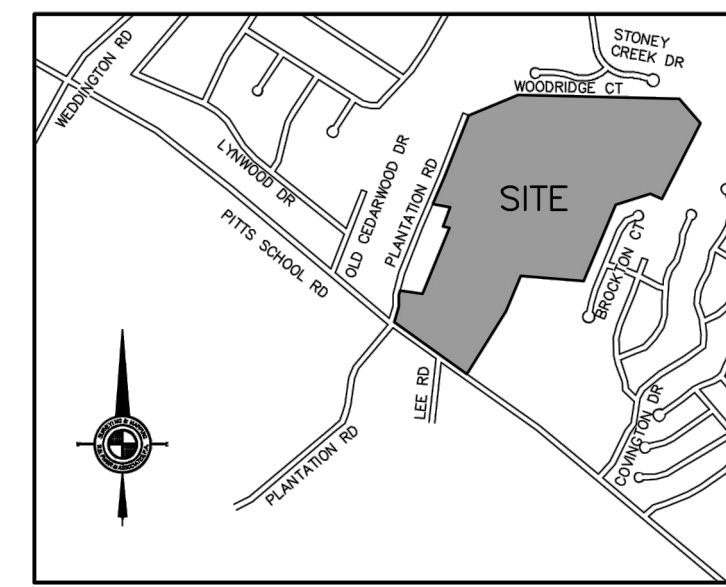 STONEY
CREEK DR
WEDDINGTON RD
WOODRIDGE CT
LYNWOOD DR
OLD CEDARWOOD DR
PLANTATION RD
SITE
PITTS SCHOOL RD
BROCKTON CT
LEE RD
COVINGTON DR
PLANTATION RD